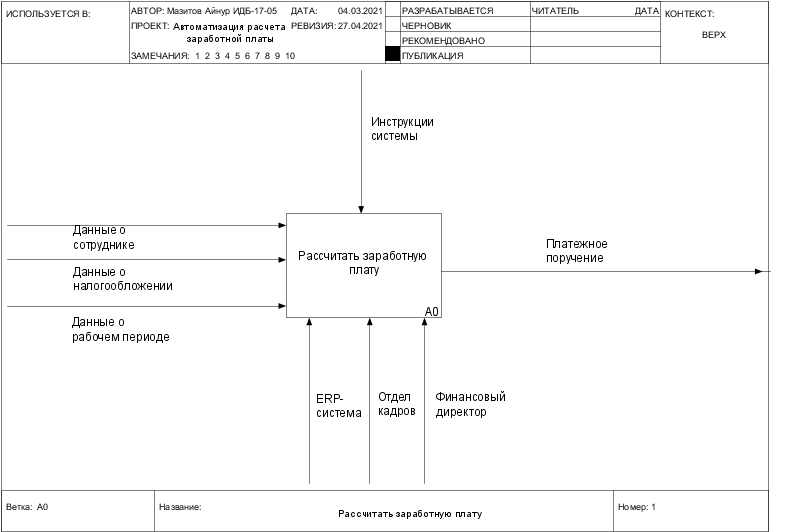 ИСПОЛЬЗУЕТСЯ В:
АВТОР: Мазитов Айнур ИДБ-17-05 ДАТА: 04.03.2021
ПРОЕКТ: Автоматизация расчета заработной платы РЕВИЗИЯ: 27.04.2021
ЗАМЕЧАНИЯ: 1 2 3 4 5 6 7 8 9 10
РАЗРАБАТЫВАЕТСЯ
ЧЕРНОВИК
РЕКОМЕНДОВАНО
ПУБЛИКАЦИЯ
ЧИТАТЕЛЬ ДАТА
КОНТЕКСТ:
ВЕРХ
Инструкции
системы
Данные о
сотруднике
Данные о
налогообложении
Данные о
рабочем периоде
Рассчитать заработную
плату
A0
Платежное
поручение
ERP-
система
Отдел
кадров
Финансовый
директор
Ветка: A0
Название:
Рассчитать заработную плату
Номер: 1